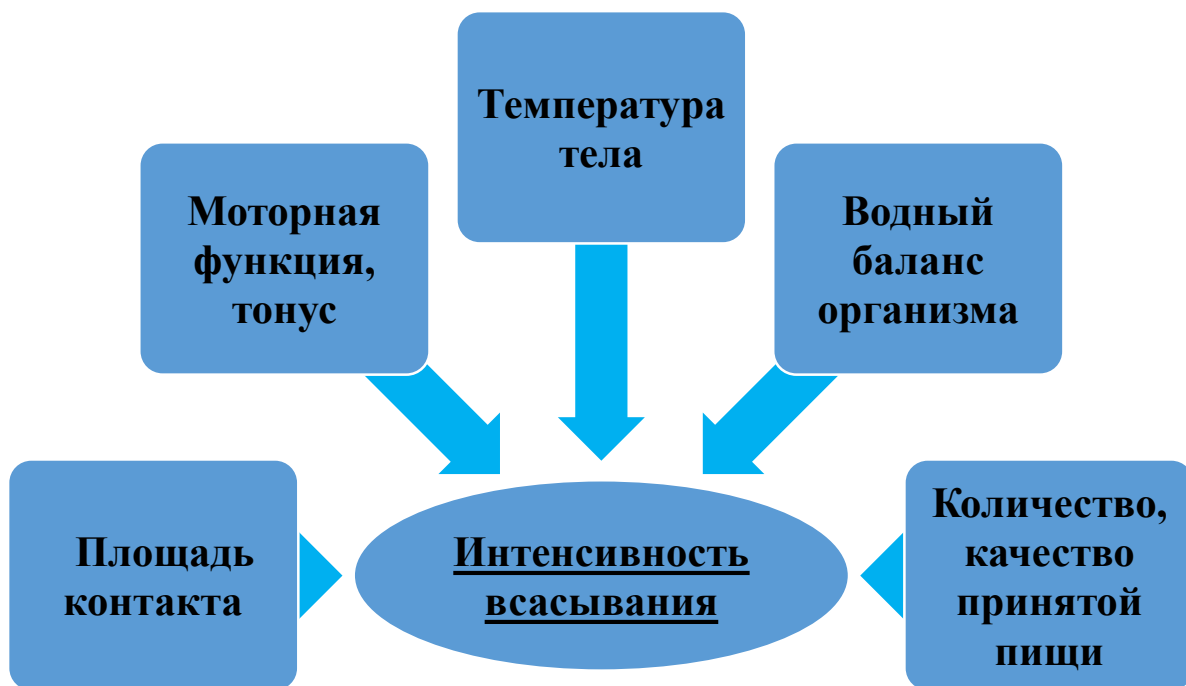 Температура
тела
Моторная
функция,
тонус
Водный
баланс
организма
Площадь
контакта
Интенсивность
всасывания
Количество,
качество
принятой
пищи